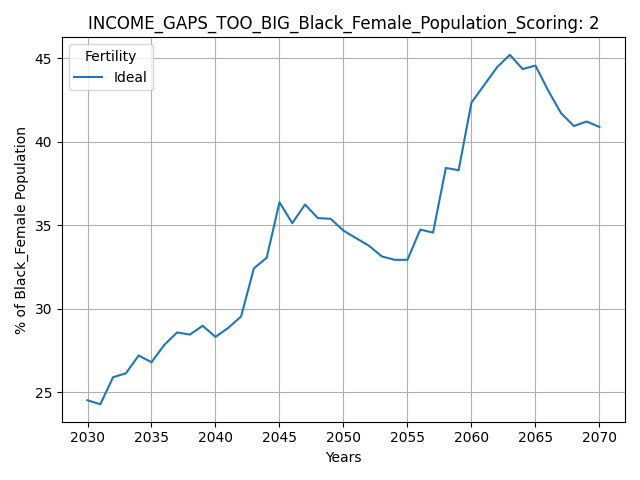 INCOME_GAPS_TOO_BIG_Black_Female_Population_Scoring: 2
Fertility
Ideal
% of Black_Female Population
45
40
35
30
25
2030 2035 2040 2045 2050 2055 2060 2065 2070
Years